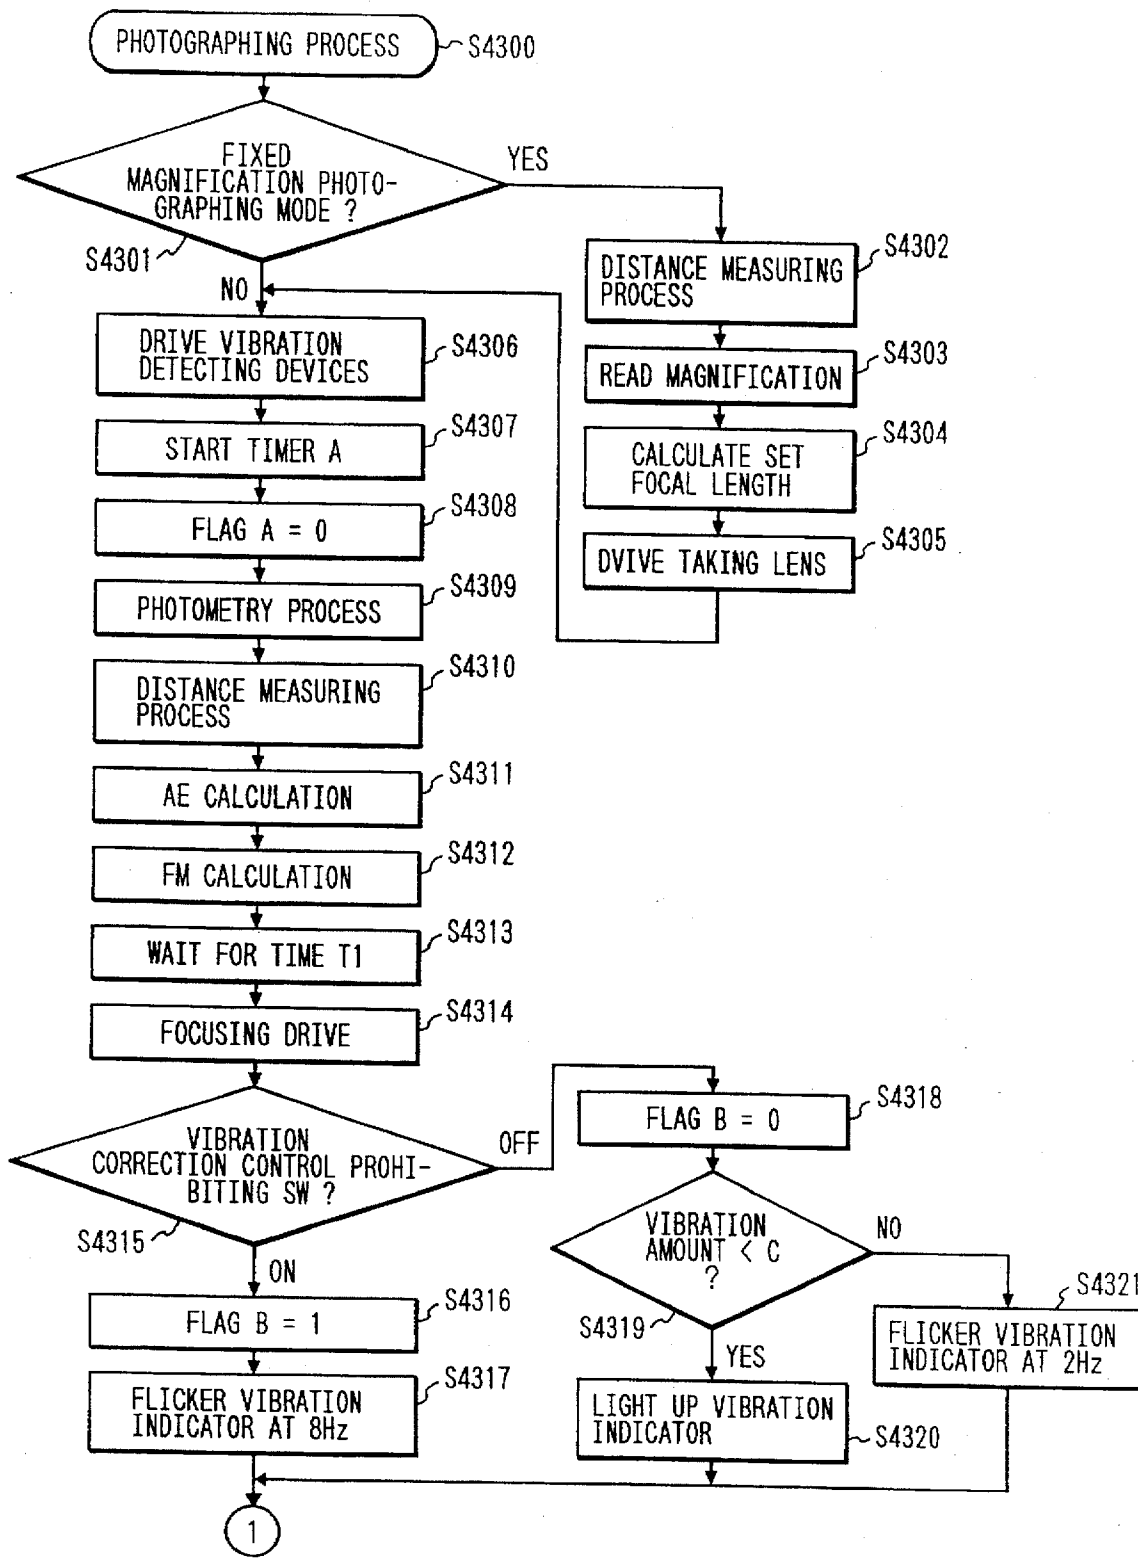 PHOTOGRAPHING PROCESS
S4300
FIXED
MAGNIFICATION PHOTO-
GRAPHING MODE ?
YES
S4301
NO
S4302
DISTANCE MEASURING
PROCESS
S4303
READ MAGNIFICATION
S4304
CALCULATE SET
FOCAL LENGTH
S4305
DVIVE TAKING LENS
DRIVE VIBRATION
DETECTING DEVICES
S4306
START TIMER A
S4307
FLAG A = 0
S4308
PHOTOMETRY PROCESS
S4309
DISTANCE MEASURING
PROCESS
S4310
AE CALCULATION
S4311
FM CALCULATION
S4312
WAIT FOR TIME T1
S4313
FOCUSING DRIVE
S4314
VIBRATION
CORRECTION CONTROL PROHI-
BITING SW ?
OFF
S4315
ON
FLAG B = 1
S4316
FLICKER VIBRATION
INDICATOR AT 8Hz
S4317
FLAG B = 0
S4318
VIBRATION
AMOUNT < C
?
NO
S4319
YES
LIGHT UP VIBRATION
INDICATOR
S4320
S4321
FLICKER VIBRATION
INDICATOR AT 2Hz
1